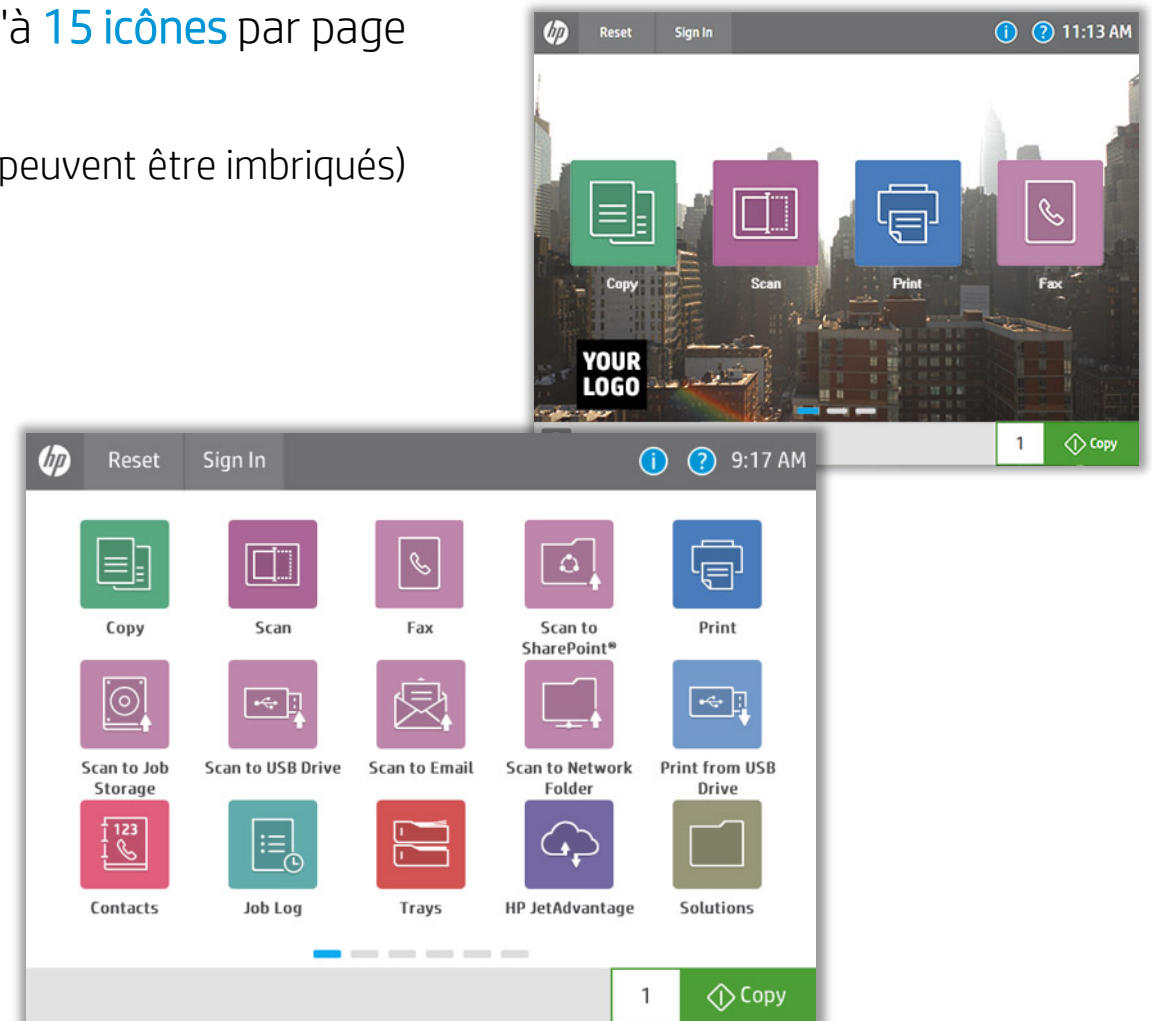 'à 15 icônes par page
peuvent être imbriqués)
hp Reset Sign In i ? 11:13 AM
Copy Scan Print Fax
YOUR
LOGO
1 Copy
hp Reset Sign In i ? 9:17 AM
Copy Scan Fax Scan to Print
SharePoint®
Scan to Job Scan to USB Drive Scan to Email Scan to Network Print from USB
Storage Folder Drive
123
Contacts Job Log Trays HP JetAdvantage Solutions
1 Copy